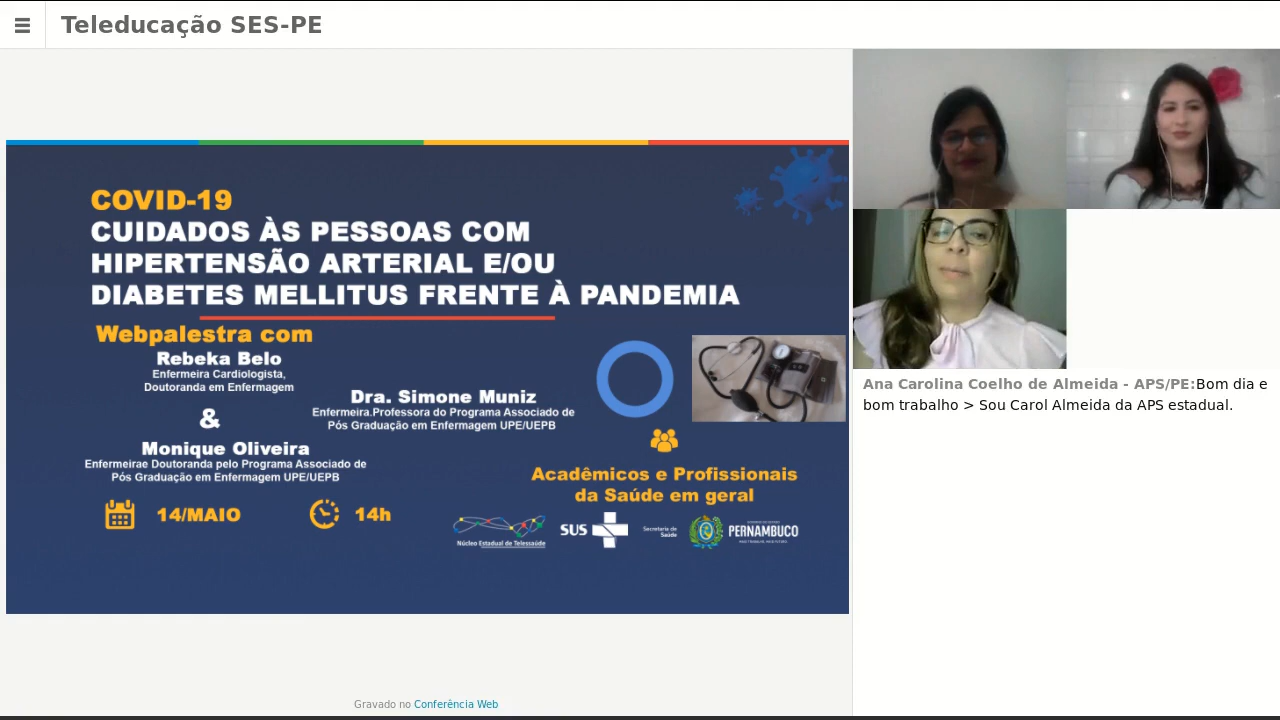 Teleducação SES-PE
COVID-19
CUIDADOS ÀS PESSOAS COM
HIPERTENSÃO ARTERIAL E/OU
DIABETES MELLITUS FRENTE À PANDEMIA
Webpalestra com
Rebeka Belo
Enfermeira Cardiologista,
Doutoranda em Enfermagem
&
Monique Oliveira
Enfermeirae Doutoranda pelo Programa Associado de
Pós Graduação em Enfermagem UPE/UEPB
Dra. Simone Muniz
Enfermeira.Professora do Programa Associado de
Pós Graduação em Enfermagem UPE/UEPB
Acadêmicos e Profissionais
da Saúde em geral
14/MAIO
14h
Núcleo Estadual de Telessaúde
SUS
Secretaria de
Saúde
PERNAMBUCO
Ana Carolina Coelho de Almeida - APS/PE:Bom dia e
bom trabalho > Sou Carol Almeida da APS estadual.
Gravado no Conferência Web